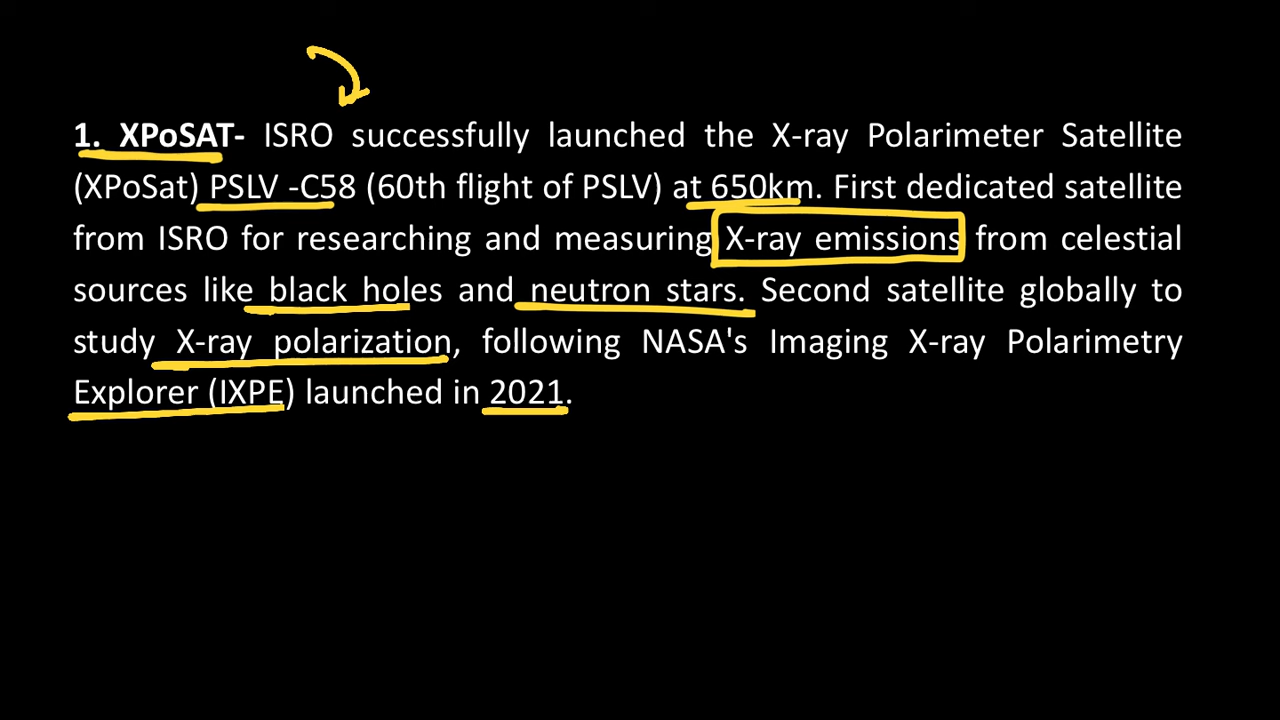 1. XPoSAT- ISRO successfully launched the X-ray Polarimeter Satellite
(XPoSat) PSLV -C58 (60th flight of PSLV) at 650km. First dedicated satellite
from ISRO for researching and measuring X-ray emissions from celestial
sources like black holes and neutron stars. Second satellite globally to
study X-ray polarization, following NASA's Imaging X-ray Polarimetry
Explorer (IXPE) launched in 2021.